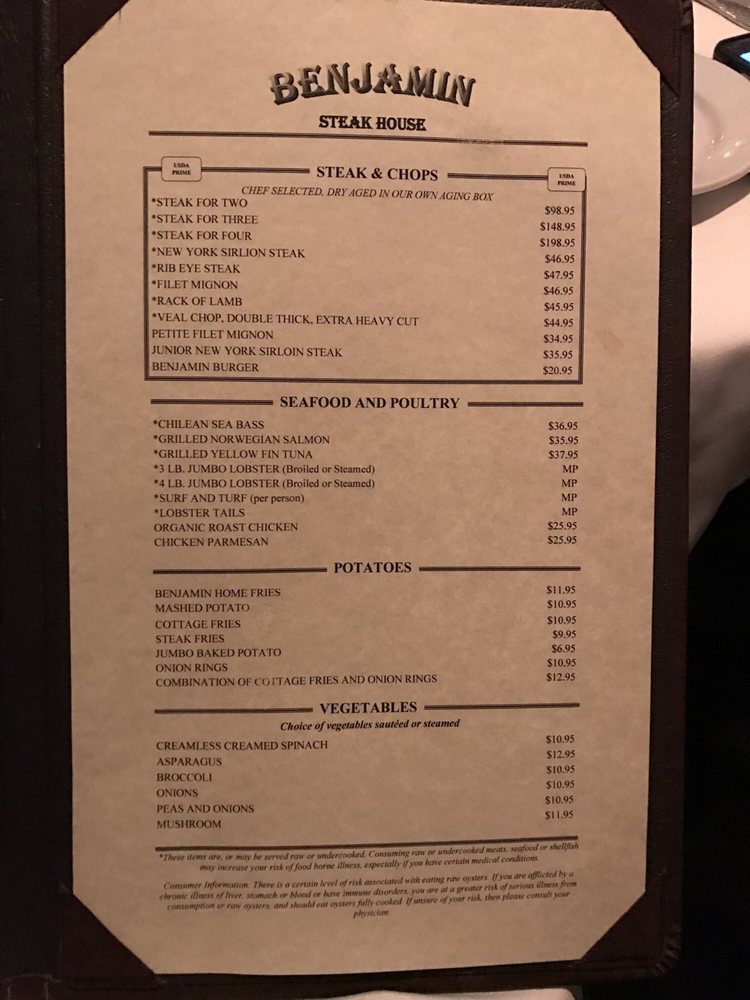 BENJAMIN
STEAK HOUSE
USDA PRIME
STEAK & CHOPS
USDA PRIME
CHEF SELECTED, DRY AGED IN OUR OWN AGING BOX
*STEAK FOR TWO $98.95
*STEAK FOR THREE $148.95
*STEAK FOR FOUR $198.95
*NEW YORK SIRLION STEAK $46.95
*RIB EYE STEAK $47.95
*FILET MIGNON $46.95
*RACK OF LAMB $45.95
*VEAL CHOP, DOUBLE THICK, EXTRA HEAVY CUT $44.95
PETITE FILET MIGNON $34.95
JUNIOR NEW YORK SIRLOIN STEAK $35.95
BENJAMIN BURGER $20.95
SEAFOOD AND POULTRY
*CHILEAN SEA BASS $36.95
*GRILLED NORWEGIAN SALMON $35.95
*GRILLED YELLOW FIN TUNA $37.95
*3 LB. JUMBO LOBSTER (Broiled or Steamed) MP
*4 LB. JUMBO LOBSTER (Broiled or Steamed) MP
*SURF AND TURF (per person) MP
*LOBSTER TAILS MP
ORGANIC ROAST CHICKEN $25.95
CHICKEN PARMESAN $25.95
POTATOES
BENJAMIN HOME FRIES $11.95
MASHED POTATO $10.95
COTTAGE FRIES $10.95
STEAK FRIES $9.95
JUMBO BAKED POTATO $6.95
ONION RINGS $10.95
COMBINATION OF COTTAGE FRIES AND ONION RINGS $12.95
VEGETABLES
Choice of vegetables sautéed or steamed
CREAMLESS CREAMED SPINACH $10.95
ASPARAGUS $12.95
BROCCOLI $10.95
ONIONS $10.95
PEAS AND ONIONS $10.95
MUSHROOM $11.95
*These items are, or may be served raw or undercooked. Consuming raw or undercooked meats, seafood or shellfish
may increase your risk of food borne illness, especially if you have certain medical conditions.
Consumer Information. There is a certain level of risk associated with eating raw oysters. If you are afflicted by a
chronic illness of liver, stomach or blood or have immune disorders, you are at a greater risk of serious illness from
consumption or raw oysters, and should eat oysters fully cooked. If unsure of your risk, then please consult your
physician.